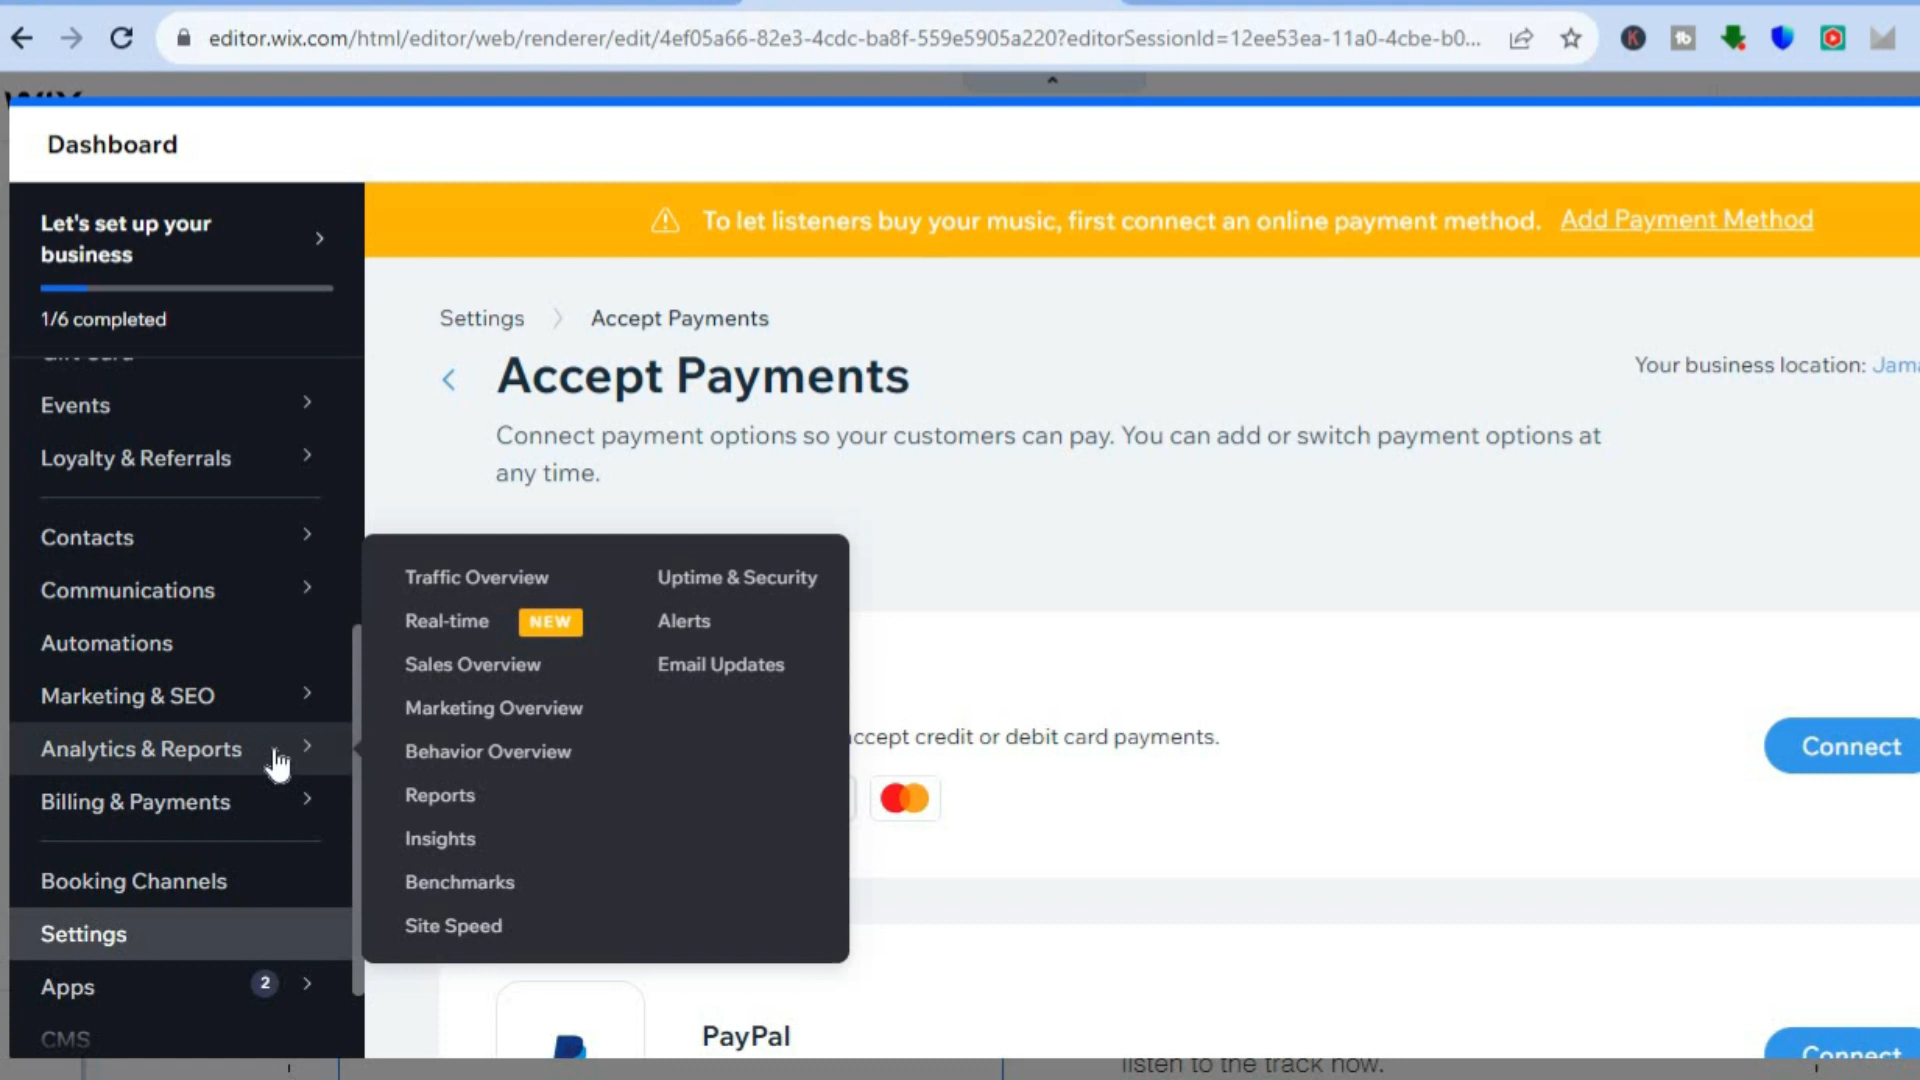 editor.wix.com/html/editor/web/renderer/edit/4ef05a66-82e3-4cdc-ba8f-559e5905a220?editorSessionId=12ee53ea-11a0-4cbe-b0...
Dashboard
Let's set up your
business
1/6 completed
Events
Loyalty & Referrals
Contacts
Communications
Automations
Marketing & SEO
Analytics & Reports
Billing & Payments
Booking Channels
Settings
Apps 2
CMS
To let listeners buy your music, first connect an online payment method. Add Payment Method
Settings > Accept Payments
Accept Payments
Your business location: Jama
Connect payment options so your customers can pay. You can add or switch payment options at
any time.
Traffic Overview
Real-time NEW
Sales Overview
Marketing Overview
Behavior Overview
Reports
Insights
Benchmarks
Site Speed
Uptime & Security
Alerts
Email Updates
accept credit or debit card payments.
Connect
PayPal
Connect
listen to the track now.